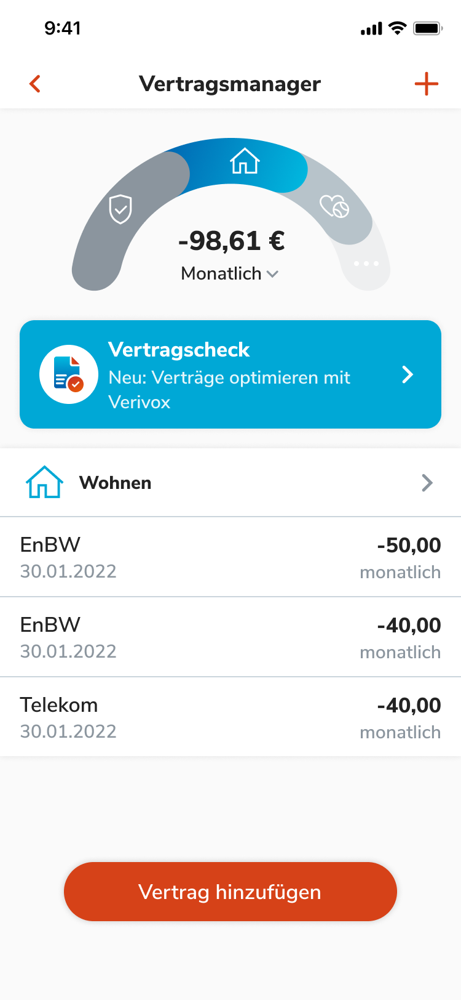 9:41
Vertragsmanager
-98,61 €
Monatlich
Vertragscheck
Neu: Verträge optimieren mit
Verivox
Wohnen
EnBW
-50,00
30.01.2022
monatlich
EnBW
-40,00
30.01.2022
monatlich
Telekom
-40,00
30.01.2022
monatlich
Vertrag hinzufügen